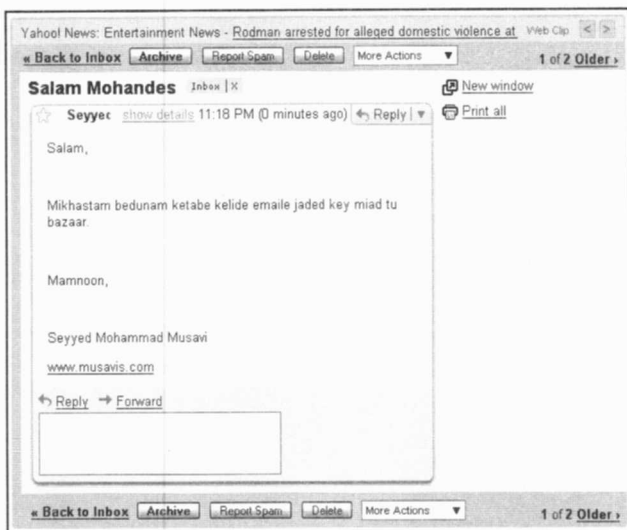 Yahoo! News: Entertainment News - Rodman arrested for alleged domestic violence at Web Clip < >
« Back to Inbox Archive Report Spam Delete More Actions ▼ 1 of 2 Older ›
Salam Mohandes Inbox | X New window
Seyyec show details 11:18 PM (0 minutes ago) Reply | ▼ Print all
Salam,
Mikhastam bedunam ketabe kelide emaile jaded key miad tu
bazaar.
Mamnoon,
Seyyed Mohammad Musavi
www.musavis.com
Reply Forward
« Back to Inbox Archive Report Spam Delete More Actions ▼ 1 of 2 Older ›